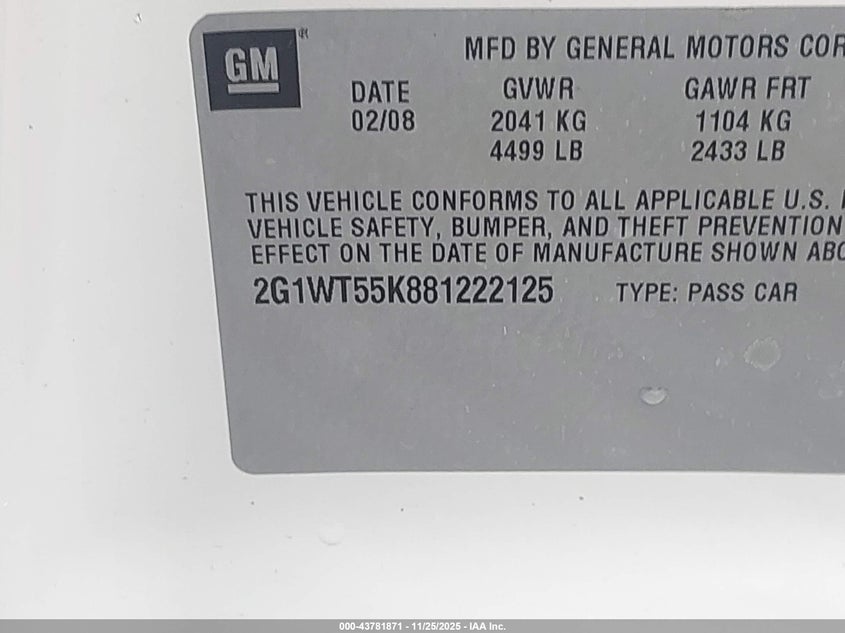 GM®
MFD BY GENERAL MOTORS COR
DATE GVWR GAWR FRT
02/08 2041 KG 1104 KG
4499 LB 2433 LB
THIS VEHICLE CONFORMS TO ALL APPLICABLE U.S.
VEHICLE SAFETY, BUMPER, AND THEFT PREVENTION
EFFECT ON THE DATE OF MANUFACTURE SHOWN ABO
2G1WT55K881222125 TYPE: PASS CAR
000-43781871 - 11/25/2025 - IAA Inc.